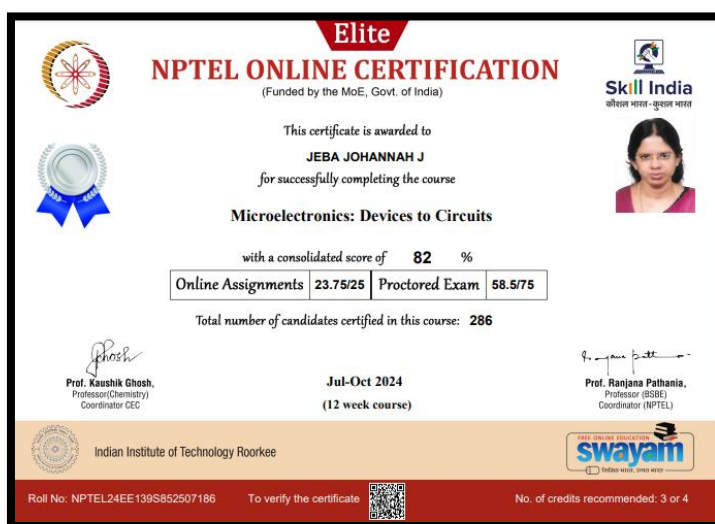 Elite
NPTEL ONLINE CERTIFICATION
(Funded by the MoE, Govt. of India)
Skill India
कौशल भारत-कुशल भारत
This certificate is awarded to
JEBA JOHANNAH J
for successfully completing the course
Microelectronics: Devices to Circuits
with a consolidated score of 82 %
Online Assignments 23.75/25 Proctored Exam 58.5/75
Total number of candidates certified in this course: 286
Prof. Kaushik Ghosh,
Professor(Chemistry)
Coordinator CEC
Jul-Oct 2024
(12 week course)
Prof. Ranjana Pathania,
Professor (BSBE)
Coordinator (NPTEL)
Indian Institute of Technology Roorkee
FREE ONLINE EDUCATION
swayam
शिक्षित भारत, उन्नत भारत
Roll No: NPTEL24EE139S852507186 To verify the certificate No. of credits recommended: 3 or 4